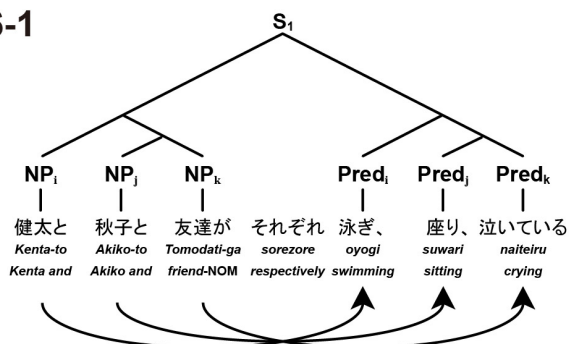 6-1
S₁
NPᵢ NPⱼ NPₖ Predᵢ Predⱼ Predₖ
健太と 秋子と 友達が それぞれ 泳ぎ、 座り、 泣いている
Kenta-to Akiko-to Tomodati-ga sorezore oyogi suwari naiteiru
Kenta and Akiko and friend-NOM respectively swimming sitting crying